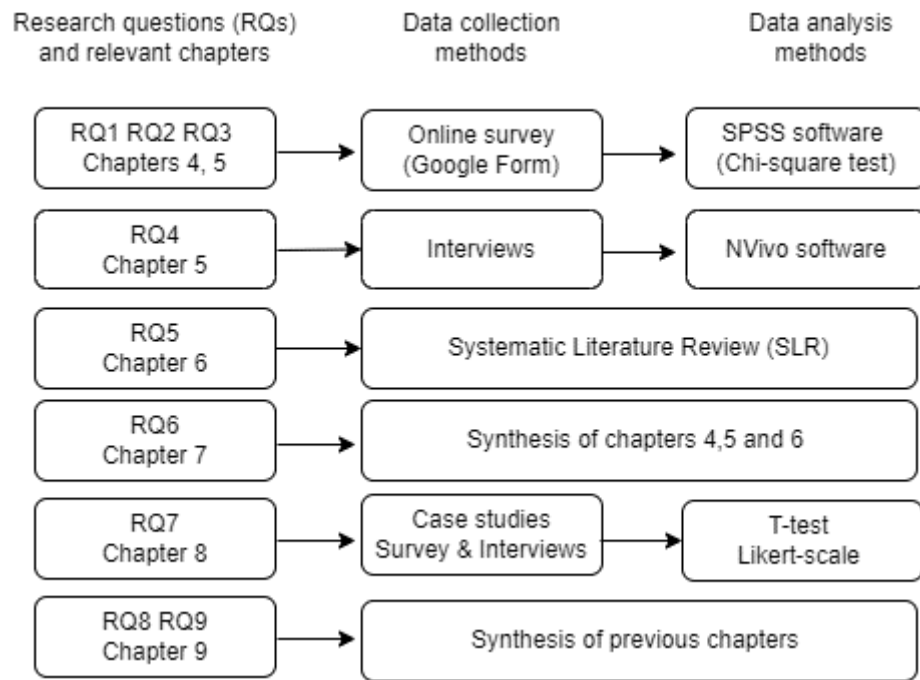 Research questions (RQs)
and relevant chapters
Data collection
methods
Data analysis
methods
RQ1 RQ2 RQ3
Chapters 4, 5
Online survey
(Google Form)
SPSS software
(Chi-square test)
RQ4
Chapter 5
Interviews
NVivo software
RQ5
Chapter 6
Systematic Literature Review (SLR)
RQ6
Chapter 7
Synthesis of chapters 4,5 and 6
RQ7
Chapter 8
Case studies
Survey & Interviews
T-test
Likert-scale
RQ8 RQ9
Chapter 9
Synthesis of previous chapters